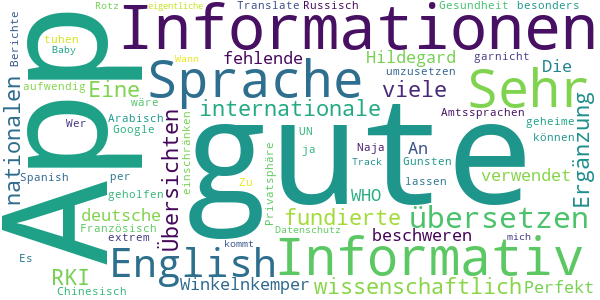 Rotz eigentliche Translate Russisch Gesundheit besonders
Informationen
Berichte tuhen Baby Wann fehlende Hildegard umzusetzen garnicht
App
Sprache viele Sehr Die
nationalen aufwendig Eine internationale Amtssprachen geheime
Wer wäre Arabisch Google Übersichten einschränken UN ja Naja An können Ergänzung
gute
Spanish per geholfen Zu Privatsphäre Track Gunsten lassen verwendet
WHO
deutsche Französisch fundierte übersetzen
extrem Datenschutz beschweren
Es kommt mich
RKI English Informativ
Chinesisch Winkelnkemper wissenschaftlich Perfekt